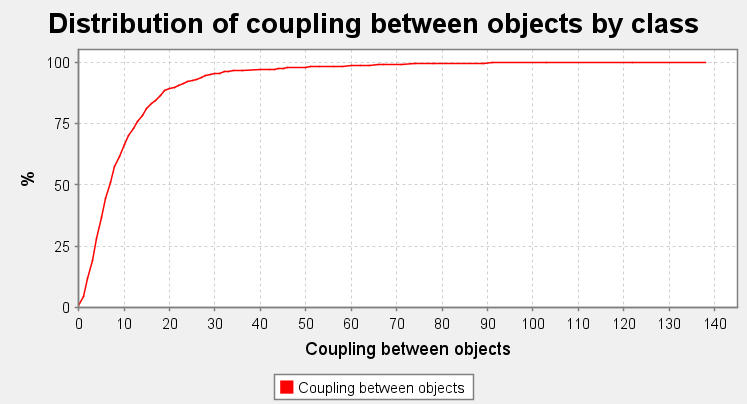 Distribution of coupling between objects by class
100
75
50
25
0
%
0 10 20 30 40 50 60 70 80 90 100 110 120 130 140
Coupling between objects
Coupling between objects